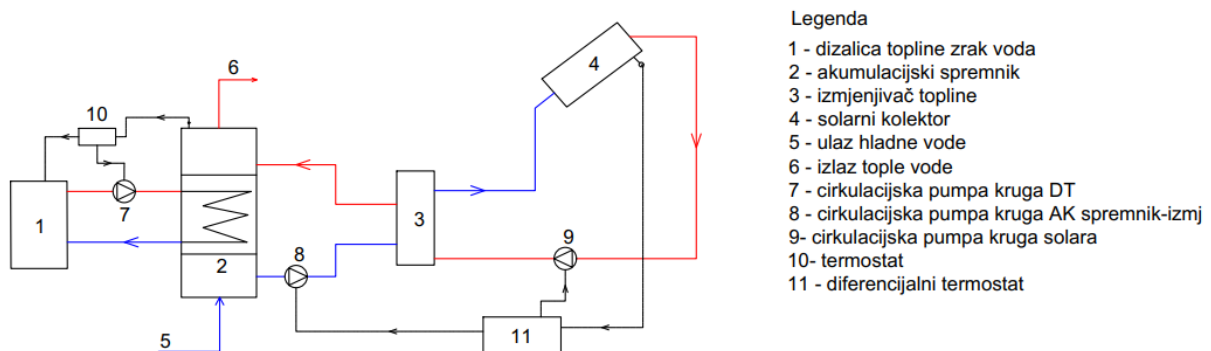 6
10
1
7
2
5
8
3
4
9
11
Legenda
1 - dizalica topline zrak voda
2 - akumulacijski spremnik
3 - izmjenjivač topline
4 - solarni kolektor
5 - ulaz hladne vode
6 - izlaz tople vode
7 - cirkulacijska pumpa kruga DT
8 - cirkulacijska pumpa kruga AK spremnik-izmj
9- cirkulacijska pumpa kruga solara
10- termostat
11 - diferencijalni termostat